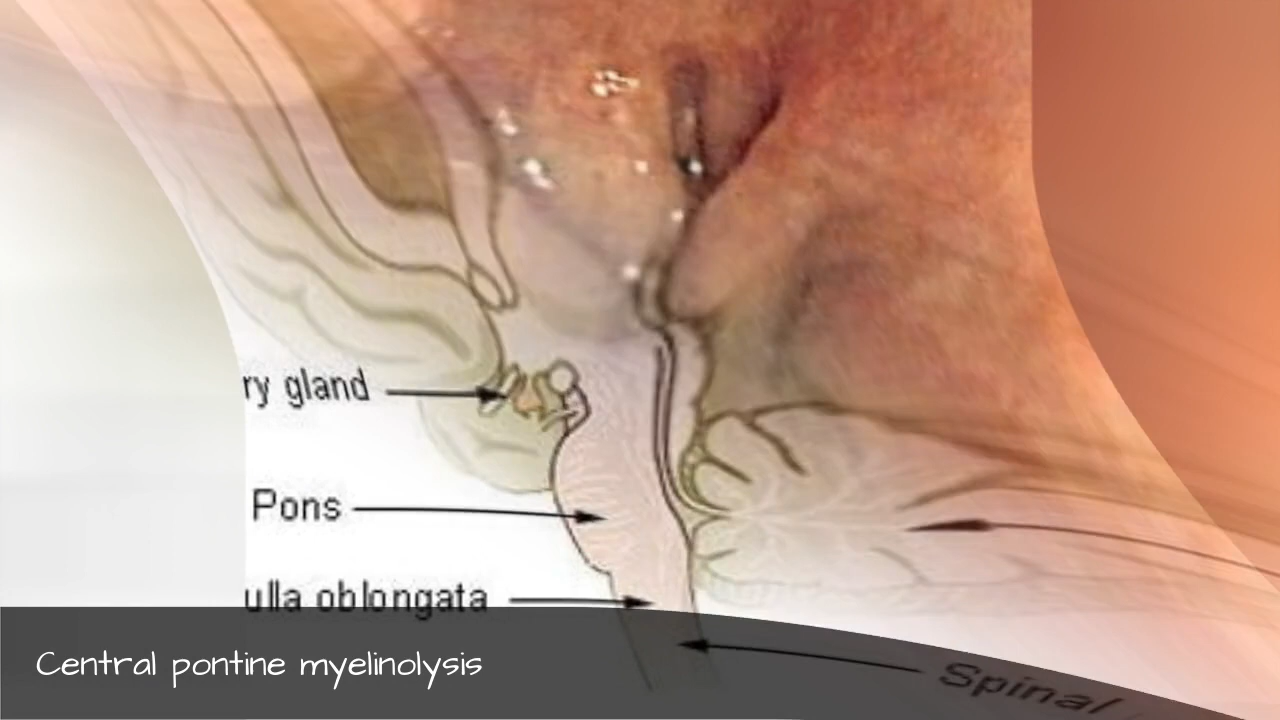 ry gland
Pons
ulla oblongata
Spinal
Central pontine myelinolysis